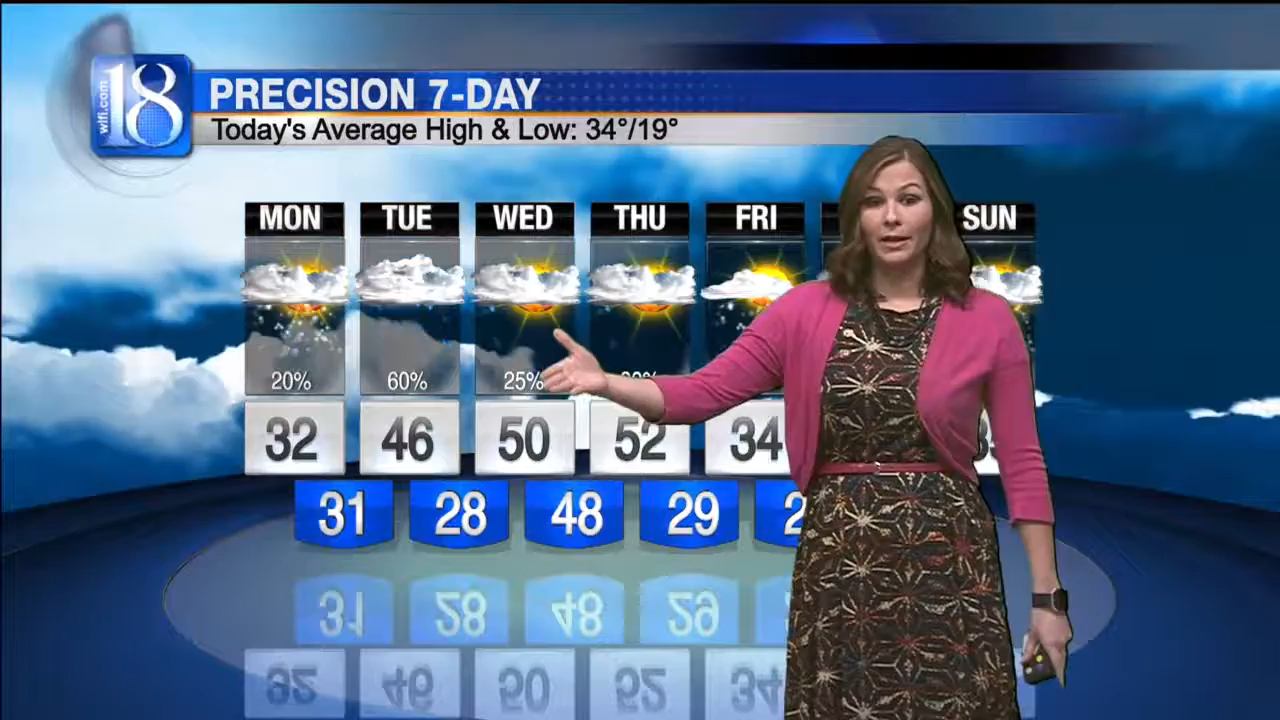 wlfi.com
18
PRECISION 7-DAY
Today's Average High & Low: 34°/19°
MON TUE WED THU FRI SUN
20% 60% 25%
32 46 50 52 34
31 28 48 29